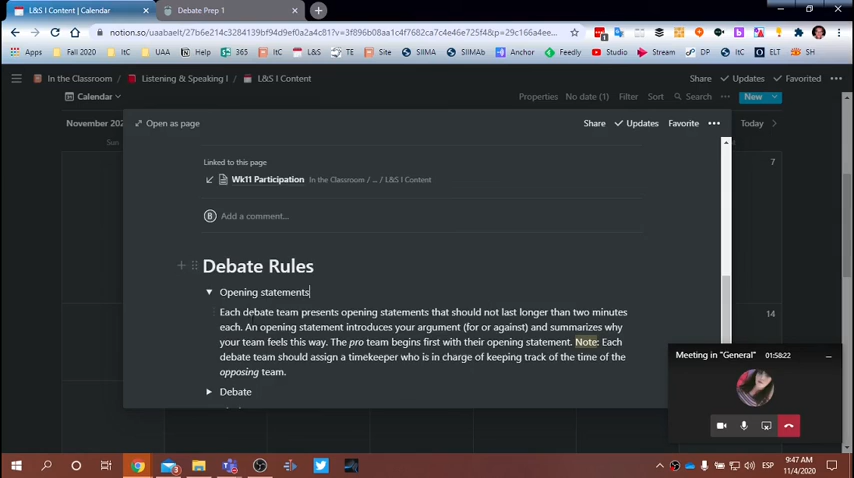 L&S I Content | Calendar
Debate Prep 1
notion.so/uaabaelt/27b6e214c3284139bf94d9ef0a2a4c81?v=3f896b08aa1c4f7682ca7c4e46e725f4&p=29c166a4ee...
Apps Fall 2020 ItC UAA Units Help 365 ItC L&S TE Site SIIMA SIIMAb Anchor Feedly Studio Stream DP ItC ELT SH
In the Classroom / Listening & Speaking I / L&S I Content Share Updates Favorited
Calendar Properties No date (1) Filter Sort Search New
November 202 Today
Sun
7
14
Open as page Share Updates Favorite
Linked to this page
Wk11 Participation In the Classroom / ... / L&S I Content
B Add a comment...
Debate Rules
Opening statements
Each debate team presents opening statements that should not last longer than two minutes
each. An opening statement introduces your argument (for or against) and summarizes why
your team feels this way. The pro team begins first with their opening statement. Note: Each
debate team should assign a timekeeper who is in charge of keeping track of the time of the
opposing team.
Debate
Meeting in "General" 01:58:22
ESP
9:47 AM
11/4/2020